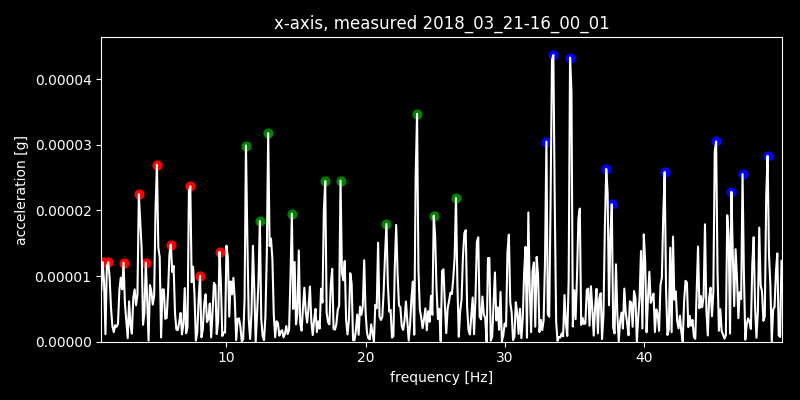 x-axis, measured 2018_03_21-16_00_01
acceleration [g]
0.00004
0.00003
0.00002
0.00001
0.00000
10 20 30 40
frequency [Hz]